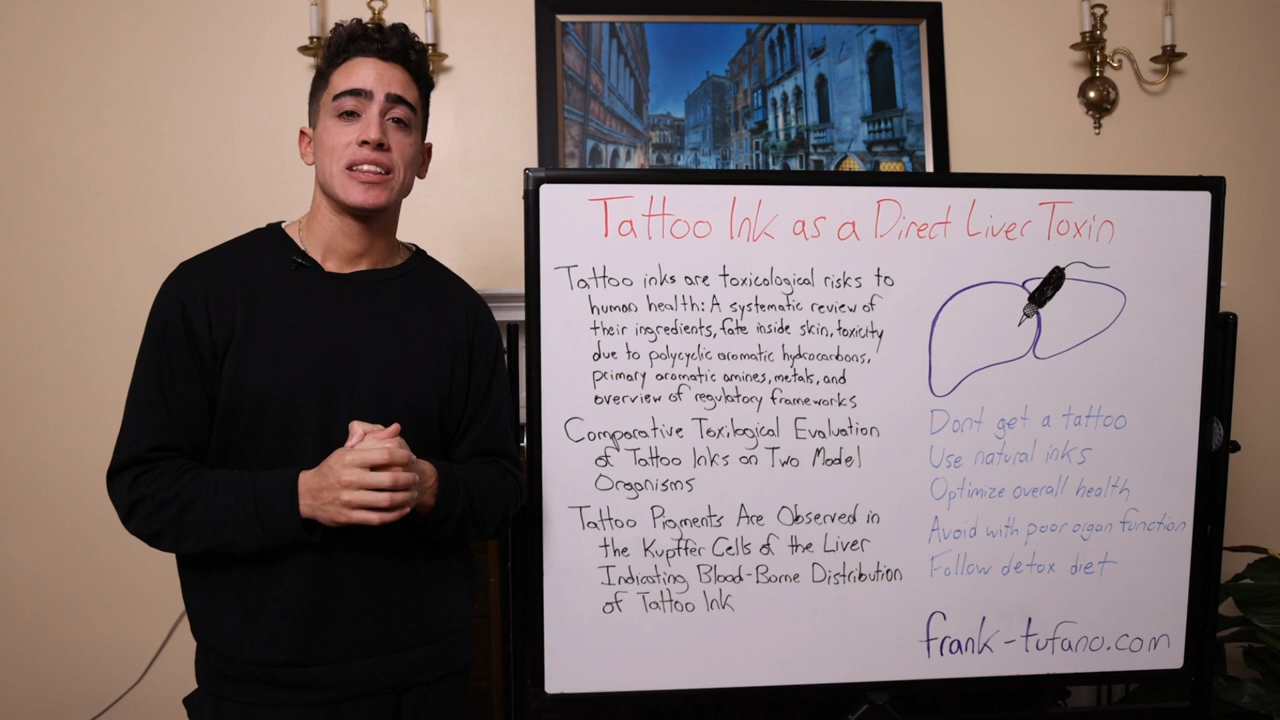 Tattoo Ink as a Direct Liver Toxin
Tattoo inks are toxicological risks to
human health: A systematic review of
their ingredients, fate inside skin, toxicity
due to polycyclic aromatic hydrocarbons,
primary aromatic amines, metals, and
overview of regulatory frameworks
Comparative Toxilogical Evaluation
of Tattoo Inks on Two Model
Organisms
Tattoo Pigments Are Observed in
the Kupffer Cells of the Liver
Indicating Blood-Borne Distribution
of Tattoo Ink
Dont get a tattoo
Use natural inks
Optimize overall health
Avoid with poor organ function
Follow detox diet
frank-tufano.com